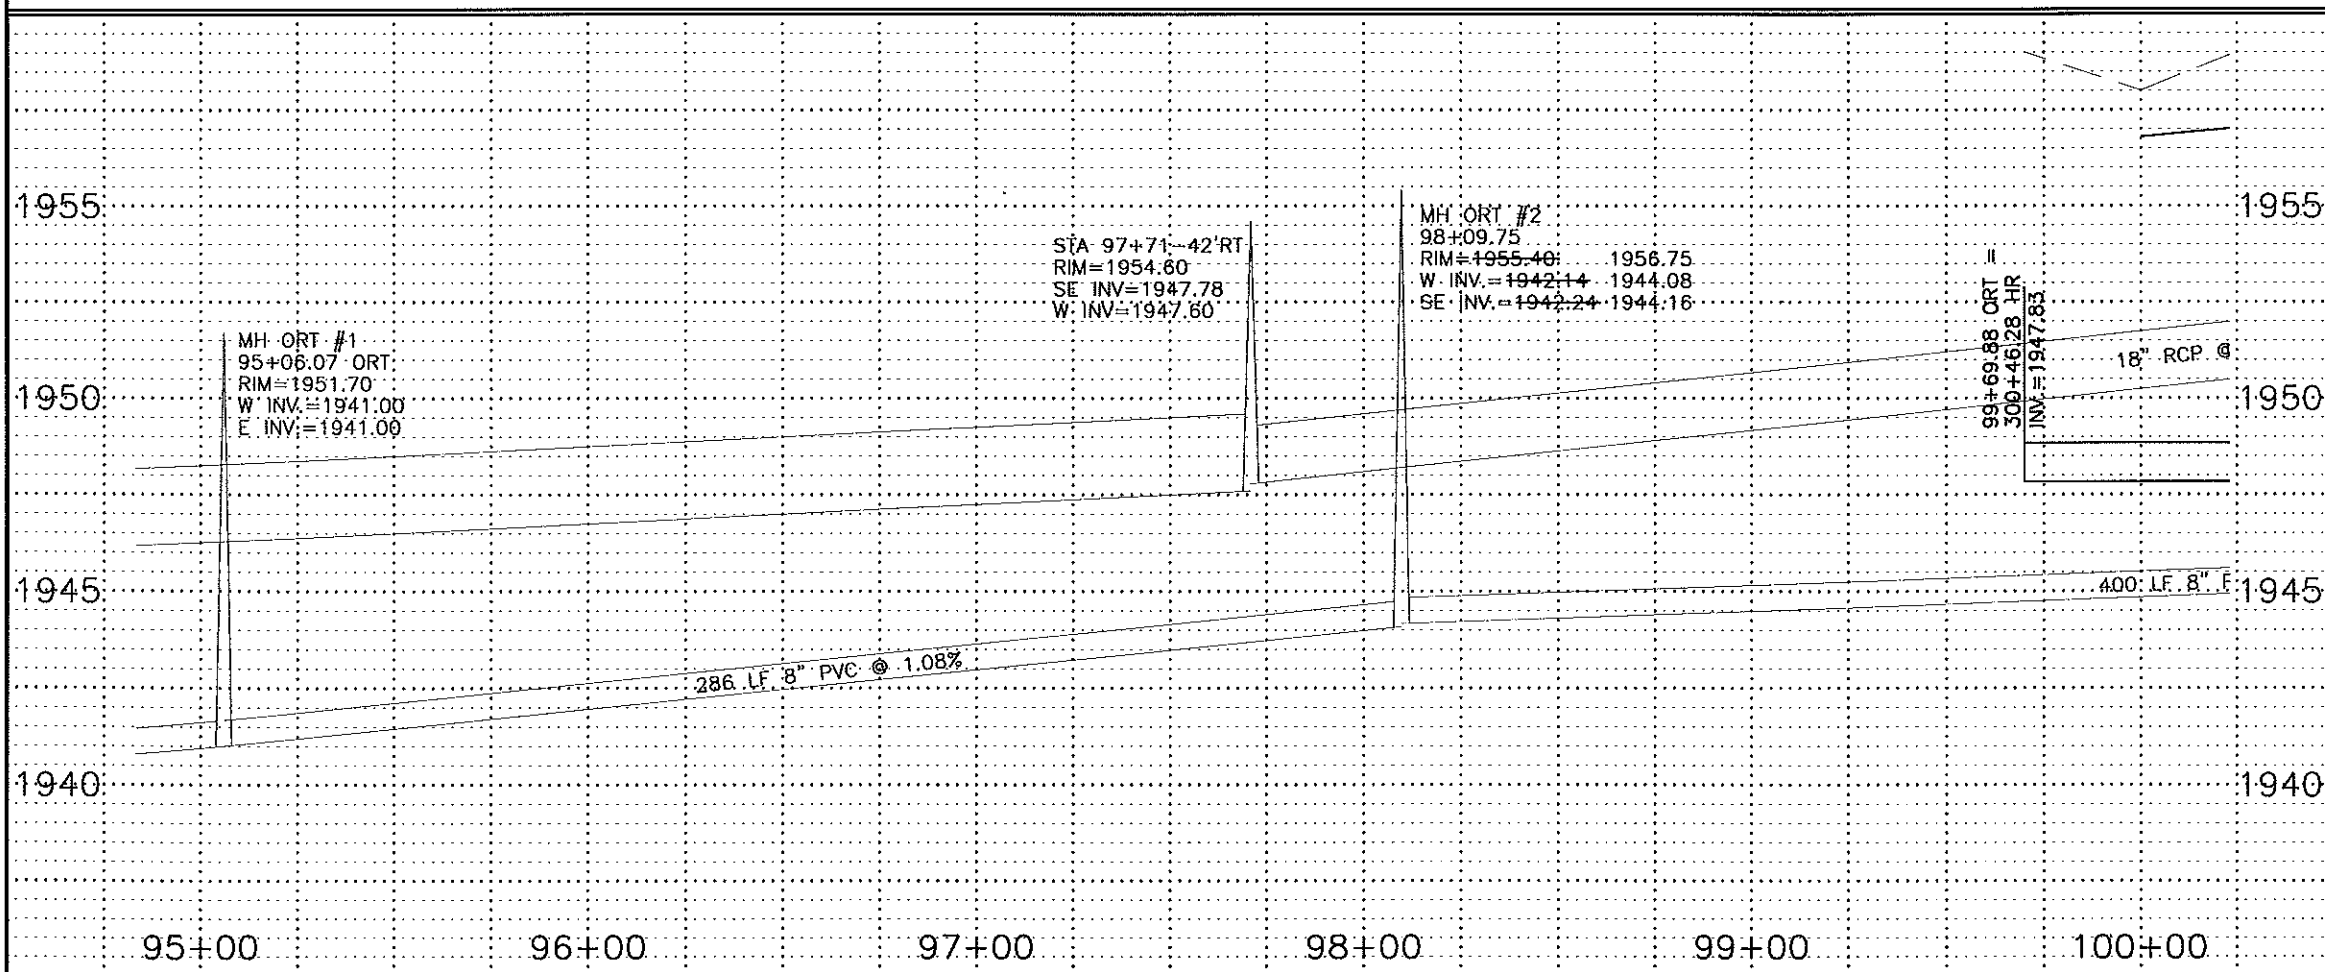 1955
1950
1945
1940
MH ORT #1
95+06.07 ORT
RIM=1951.70
W INV.=1941.00
E INV.=1941.00
STA 97+71-42'RT
RIM=1954.60
SE INV=1947.78
W INV=1947.60
MH ORT #2
98+09.75
RIM=1955.40 1956.75
W INV.=1942.14 1944.08
SE INV.=1942.24 1944.16
99+69.88 ORT =
300+46.28 HR
INV.=1947.83
18" RCP @
286 LF 8" PVC @ 1.08%
400 LF 8"
1955
1950
1945
1940
95+00 96+00 97+00 98+00 99+00 100+00